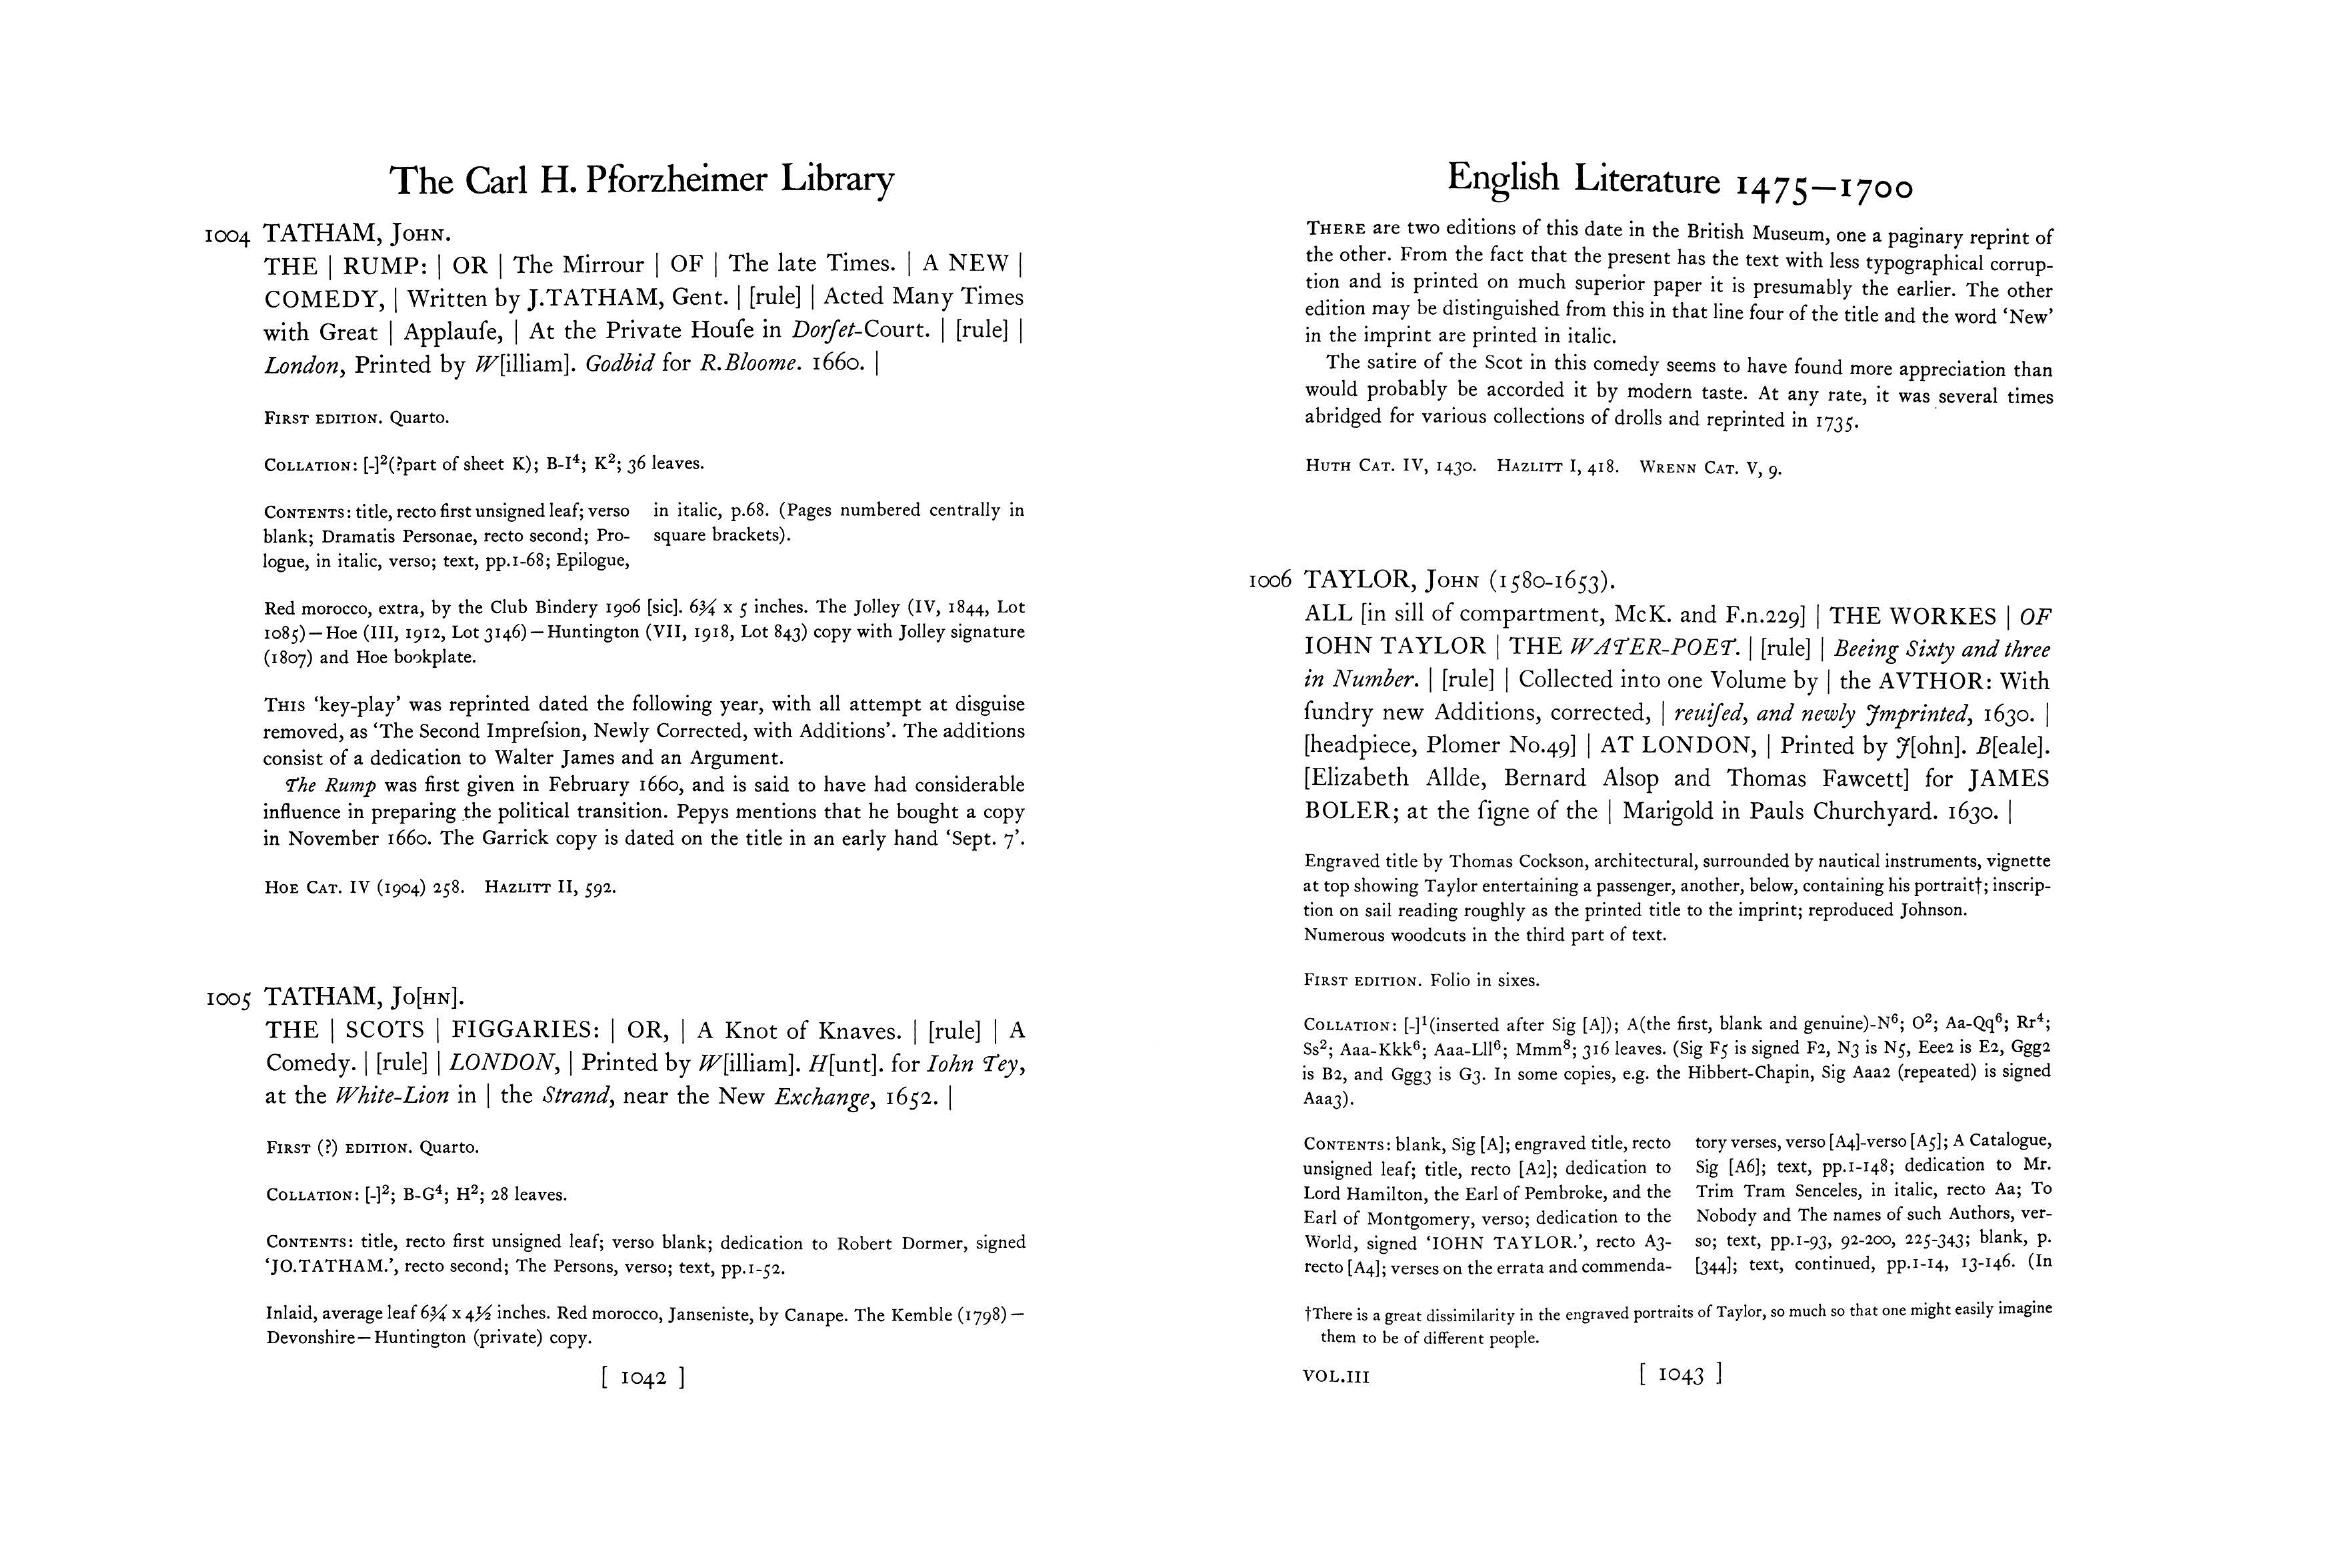 The Carl H. Pforzheimer Library
1004 TATHAM, JOHN.
THE | RUMP: | OR | The Mirrour | OF | The late Times. | A NEW |
COMEDY, | Written by J.TATHAM, Gent. | [rule] | Acted Many Times
with Great | Applauſe, | At the Private Houſe in Dorſet-Court. | [rule] |
London, Printed by W[illiam]. Godbid for R.Bloome. 1660. |
FIRST EDITION. Quarto.
COLLATION: [-]²(?part of sheet K); B-I⁴; K²; 36 leaves.
CONTENTS: title, recto first unsigned leaf; verso
blank; Dramatis Personae, recto second; Pro-
logue, in italic, verso; text, pp.1-68; Epilogue,
in italic, p.68. (Pages numbered centrally in
square brackets).
Red morocco, extra, by the Club Bindery 1906 [sic]. 6¾ x 5 inches. The Jolley (IV, 1844, Lot
1085)—Hoe (III, 1912, Lot 3146)—Huntington (VII, 1918, Lot 843) copy with Jolley signature
(1807) and Hoe bookplate.
THIS ‘key-play’ was reprinted dated the following year, with all attempt at disguise
removed, as ‘The Second Impreſsion, Newly Corrected, with Additions’. The additions
consist of a dedication to Walter James and an Argument.
The Rump was first given in February 1660, and is said to have had considerable
influence in preparing the political transition. Pepys mentions that he bought a copy
in November 1660. The Garrick copy is dated on the title in an early hand ‘Sept. 7’.
HOE CAT. IV (1904) 258. HAZLITT II, 592.
1005 TATHAM, JO[HN].
THE | SCOTS | FIGGARIES: | OR, | A Knot of Knaves. | [rule] | A
Comedy. | [rule] | LONDON, | Printed by W[illiam]. H[unt]. for Iohn Tey,
at the White-Lion in | the Strand, near the New Exchange, 1652. |
FIRST (?) EDITION. Quarto.
COLLATION: [-]²; B-G⁴; H²; 28 leaves.
CONTENTS: title, recto first unsigned leaf; verso blank; dedication to Robert Dormer, signed
‘JO.TATHAM.’, recto second; The Persons, verso; text, pp.1-52.
Inlaid, average leaf 6¾ x 4½ inches. Red morocco, Janseniste, by Canape. The Kemble (1798)—
Devonshire—Huntington (private) copy.
[ 1042 ]
English Literature 1475—1700
THERE are two editions of this date in the British Museum, one a paginary reprint of
the other. From the fact that the present has the text with less typographical corrup-
tion and is printed on much superior paper it is presumably the earlier. The other
edition may be distinguished from this in that line four of the title and the word ‘New’
in the imprint are printed in italic.
The satire of the Scot in this comedy seems to have found more appreciation than
would probably be accorded it by modern taste. At any rate, it was several times
abridged for various collections of drolls and reprinted in 1735.
HUTH CAT. IV, 1430. HAZLITT I, 418. WRENN CAT. V, 9.
1006 TAYLOR, JOHN (1580-1653).
ALL [in sill of compartment, McK. and F.n.229] | THE WORKES | OF
IOHN TAYLOR | THE WATER-POET. | [rule] | Beeing Sixty and three
in Number. | [rule] | Collected into one Volume by | the AVTHOR: With
ſundry new Additions, corrected, | reuiſed, and newly Imprinted, 1630. |
[headpiece, Plomer No.49] | AT LONDON, | Printed by J[ohn]. B[eale].
[Elizabeth Allde, Bernard Alsop and Thomas Fawcett] for JAMES
BOLER; at the ſigne of the | Marigold in Pauls Churchyard. 1630. |
Engraved title by Thomas Cockson, architectural, surrounded by nautical instruments, vignette
at top showing Taylor entertaining a passenger, another, below, containing his portrait†; inscrip-
tion on sail reading roughly as the printed title to the imprint; reproduced Johnson.
Numerous woodcuts in the third part of text.
FIRST EDITION. Folio in sixes.
COLLATION: [-]¹(inserted after Sig [A]); A(the first, blank and genuine)-N⁶; O²; Aa-Qq⁶; Rr⁴;
Ss²; Aaa-Kkk⁶; Aaa-Lll⁶; Mmm⁸; 316 leaves. (Sig F5 is signed F2, N3 is N5, Eee2 is E2, Ggg2
is B2, and Ggg3 is G3. In some copies, e.g. the Hibbert-Chapin, Sig Aaa2 (repeated) is signed
Aaa3).
CONTENTS: blank, Sig [A]; engraved title, recto
unsigned leaf; title, recto [A2]; dedication to
Lord Hamilton, the Earl of Pembroke, and the
Earl of Montgomery, verso; dedication to the
World, signed ‘IOHN TAYLOR.’, recto A3-
recto [A4]; verses on the errata and commenda-
tory verses, verso [A4]-verso [A5]; A Catalogue,
Sig [A6]; text, pp.1-148; dedication to Mr.
Trim Tram Senceles, in italic, recto Aa; To
Nobody and The names of such Authors, ver-
so; text, pp.1-93, 92-200, 225-343; blank, p.
[344]; text, continued, pp.1-14, 13-146. (In
†There is a great dissimilarity in the engraved portraits of Taylor, so much so that one might easily imagine
them to be of different people.
VOL.III
[ 1043 ]